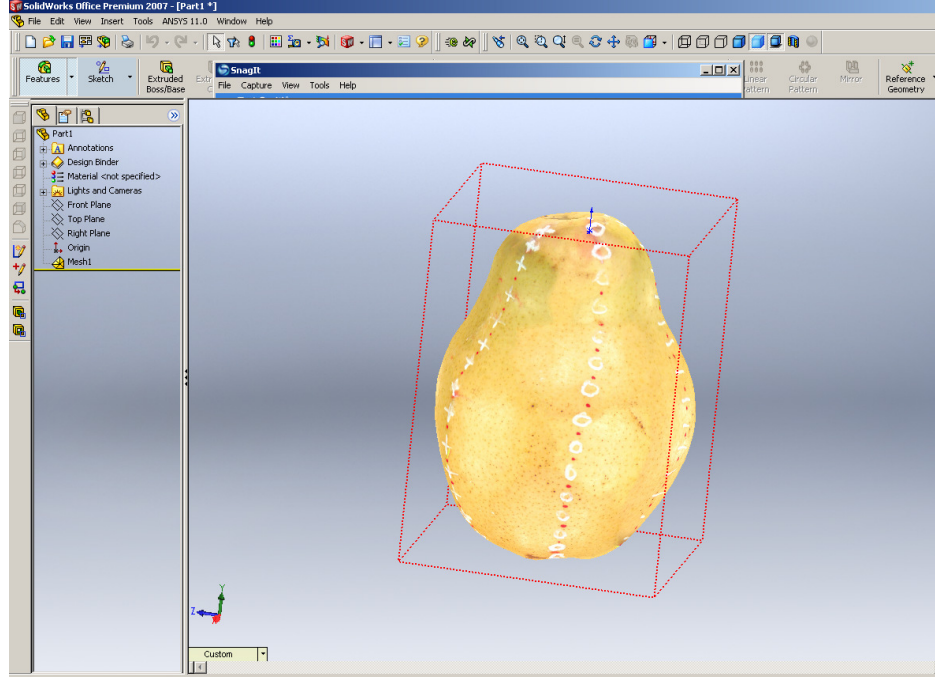 SolidWorks Office Premium 2007 - [Part1 *]
File Edit View Insert Tools ANSYS 11.0 Window Help
Features Sketch Extruded Boss/Base
SnagIt
File Capture View Tools Help
Circular Pattern Mirror Reference Geometry
Part1
Annotations
Design Binder
Material <not specified>
Lights and Cameras
Front Plane
Top Plane
Right Plane
Origin
Mesh1
Y
Z
Custom